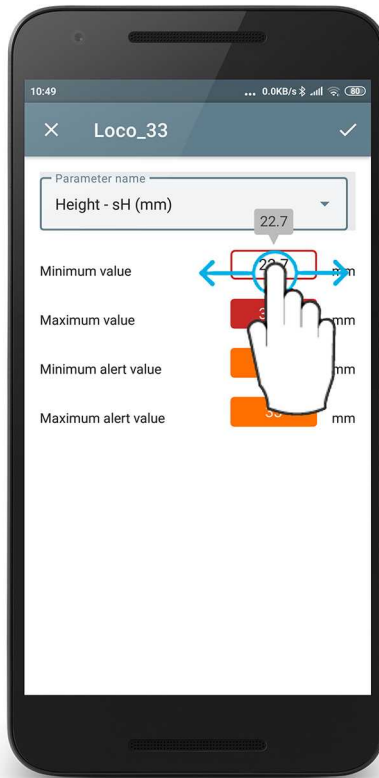 10:49 ... 0.0KB/s 80
Loco_33
Parameter name
Height - sH (mm)
22.7
Minimum value 22.7 mm
Maximum value mm
Minimum alert value mm
Maximum alert value mm